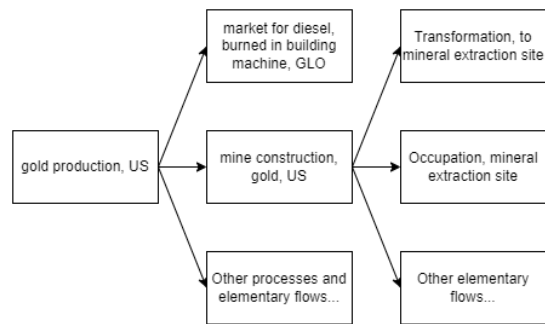 market for diesel,
burned in building
machine, GLO
Transformation, to
mineral extraction site
gold production, US
mine construction,
gold, US
Occupation, mineral
extraction site
Other processes and
elementary flows...
Other elementary
flows...